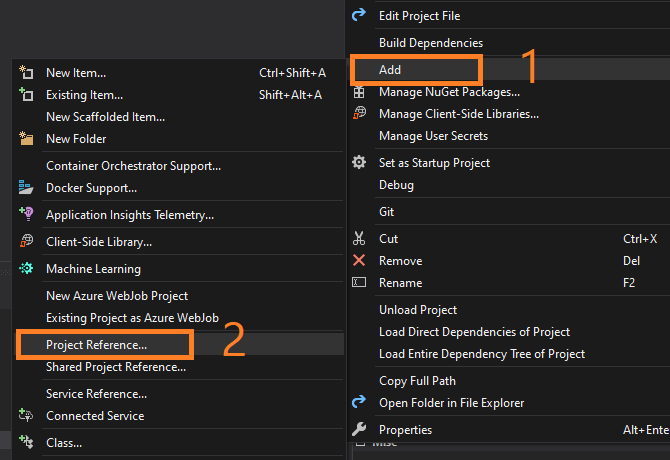 Edit Project File
Build Dependencies
Add
1
Manage NuGet Packages...
Manage Client-Side Libraries...
Manage User Secrets
Set as Startup Project
Debug
Git
Cut Ctrl+X
Remove Del
Rename F2
Unload Project
Load Direct Dependencies of Project
Load Entire Dependency Tree of Project
Copy Full Path
Open Folder in File Explorer
Properties Alt+Ente
Misc
New Item... Ctrl+Shift+A
Existing Item... Shift+Alt+A
New Scaffolded Item...
New Folder
Container Orchestrator Support...
Docker Support...
Application Insights Telemetry...
Client-Side Library...
Machine Learning
New Azure WebJob Project
Existing Project as Azure WebJob
Project Reference...
2
Shared Project Reference...
Service Reference...
Connected Service
Class...